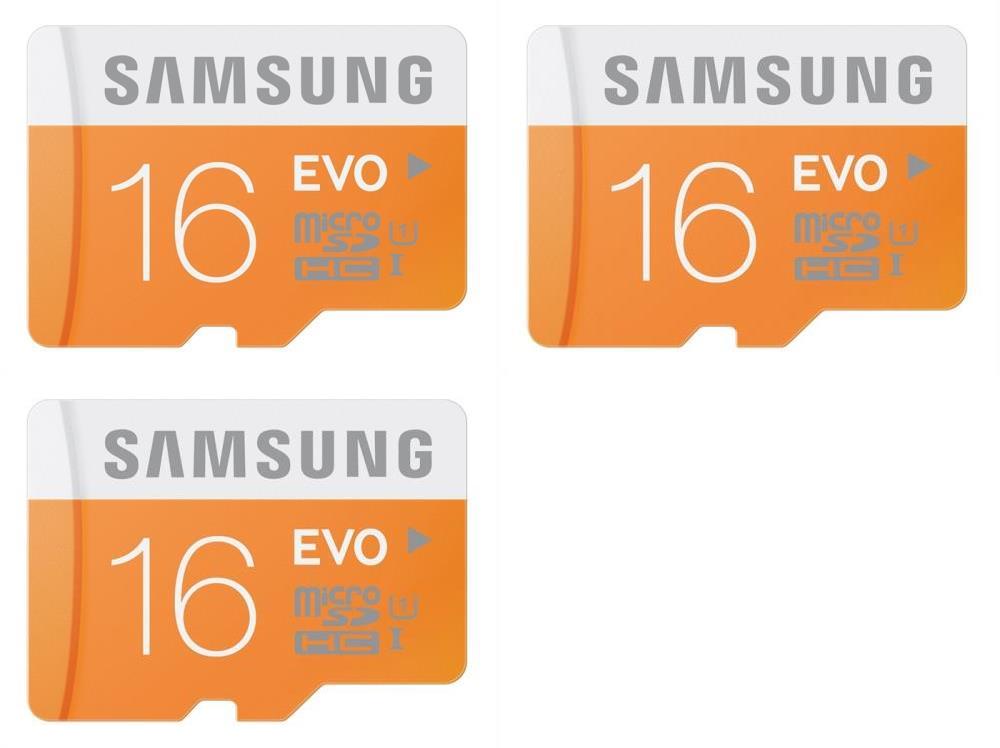 SAMSUNG
16
EVO
micro
SD
HC I
1
SAMSUNG
16
EVO
micro
SD
HC I
1
SAMSUNG
16
EVO
micro
SD
HC I
1